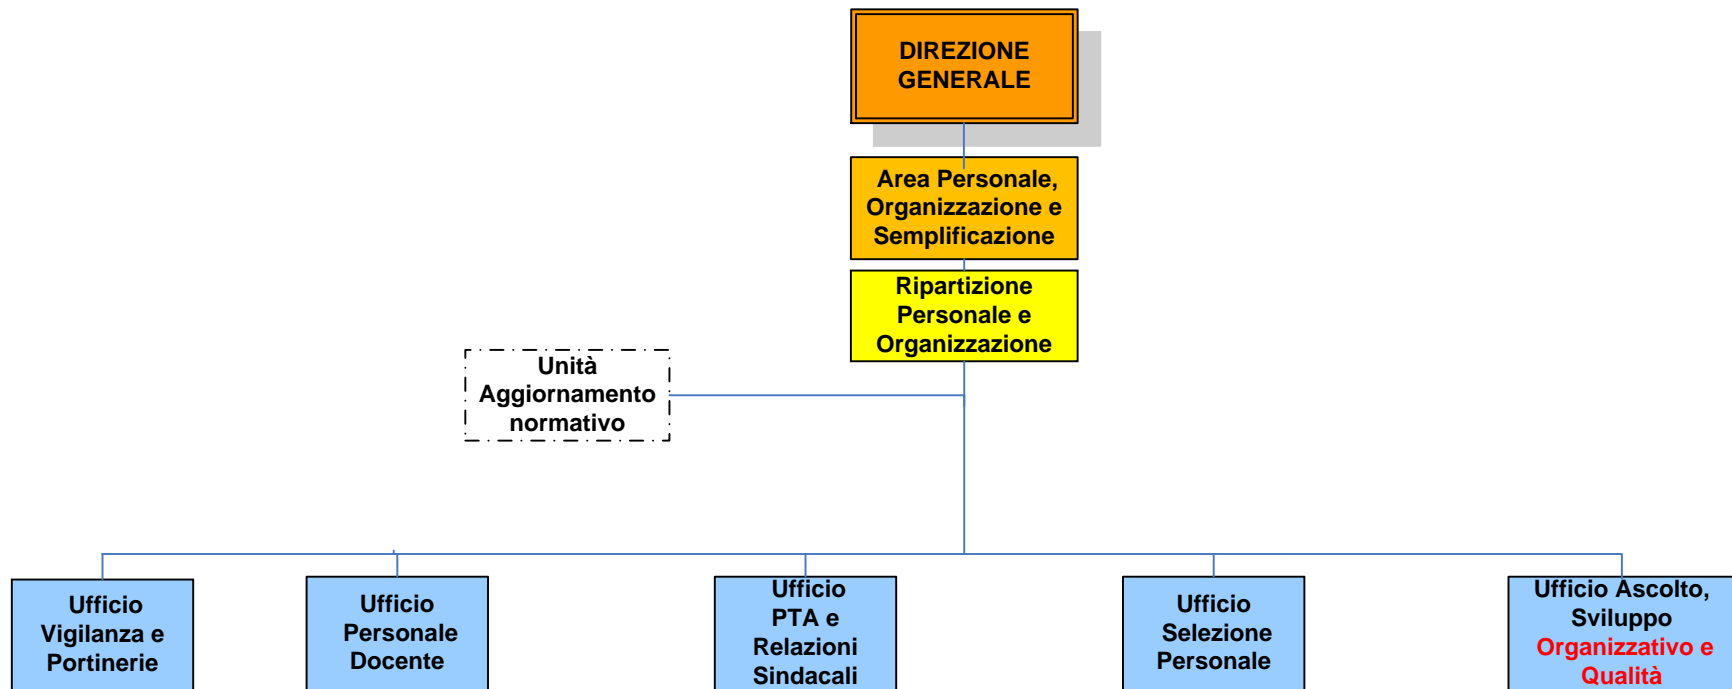 DIREZIONE
GENERALE
Area Personale,
Organizzazione e
Semplificazione
Ripartizione
Personale e
Organizzazione
Unità
Aggiornamento
normativo
Ufficio
Vigilanza e
Portinerie
Ufficio
Personale
Docente
Ufficio
PTA e
Relazioni
Sindacali
Ufficio
Selezione
Personale
Ufficio Ascolto,
Sviluppo
Organizzativo e
Qualità